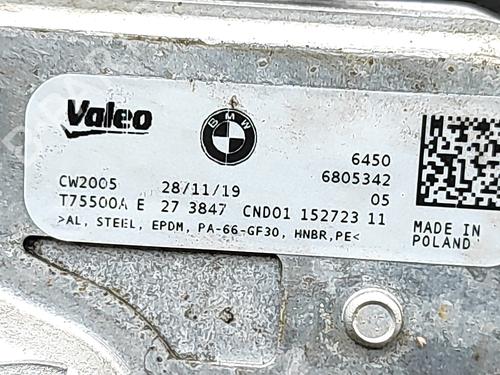 Valeo
BMW
6450
CW2005 28/11/19 6805342
T75500A E 27 3847 CND01 152723 11 05
>AL, STEEL, EPDM, PA-66-GF30, HNBR,PE<
MADE IN
POLAND